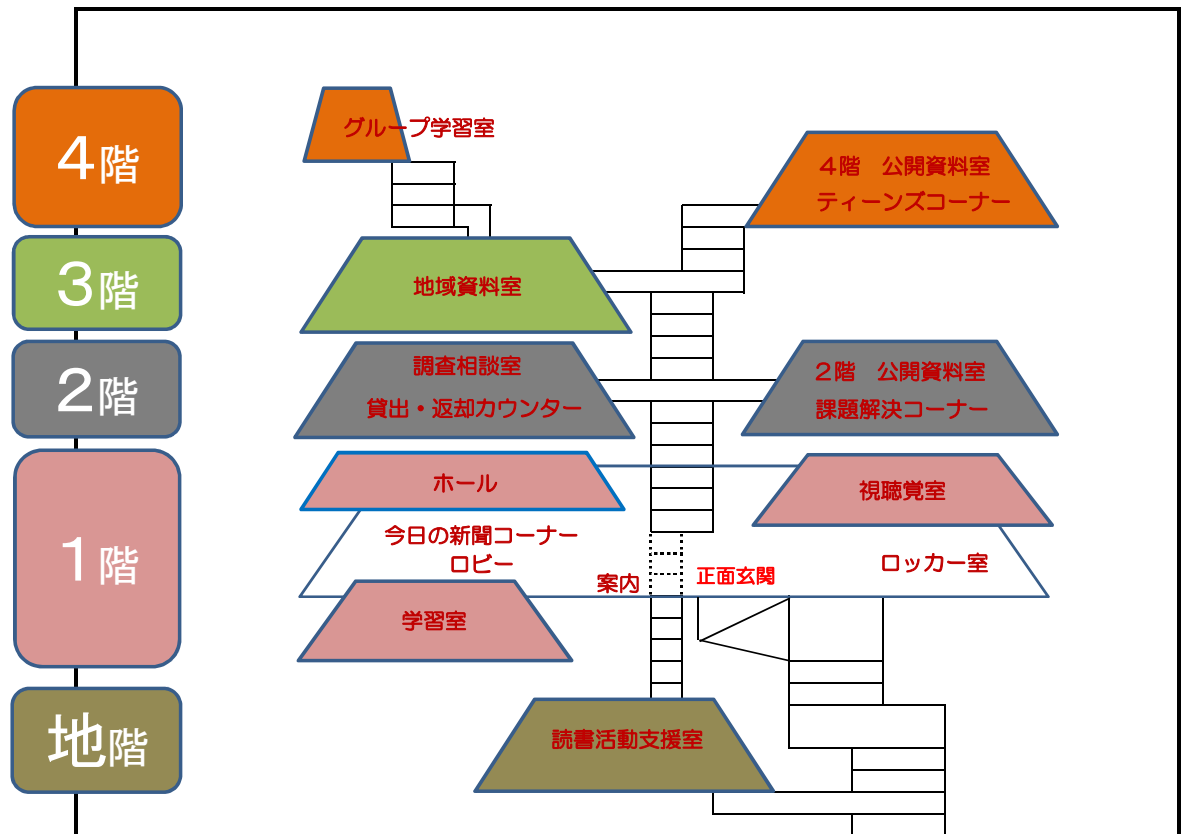 4階
グループ学習室
4階　公開資料室
ティーンズコーナー
3階
地域資料室
2階
調査相談室
貸出・返却カウンター
2階　公開資料室
課題解決コーナー
1階
ホール
視聴覚室
今日の新聞コーナー
ロビー
ロッカー室
案内
正面玄関
学習室
地階
読書活動支援室